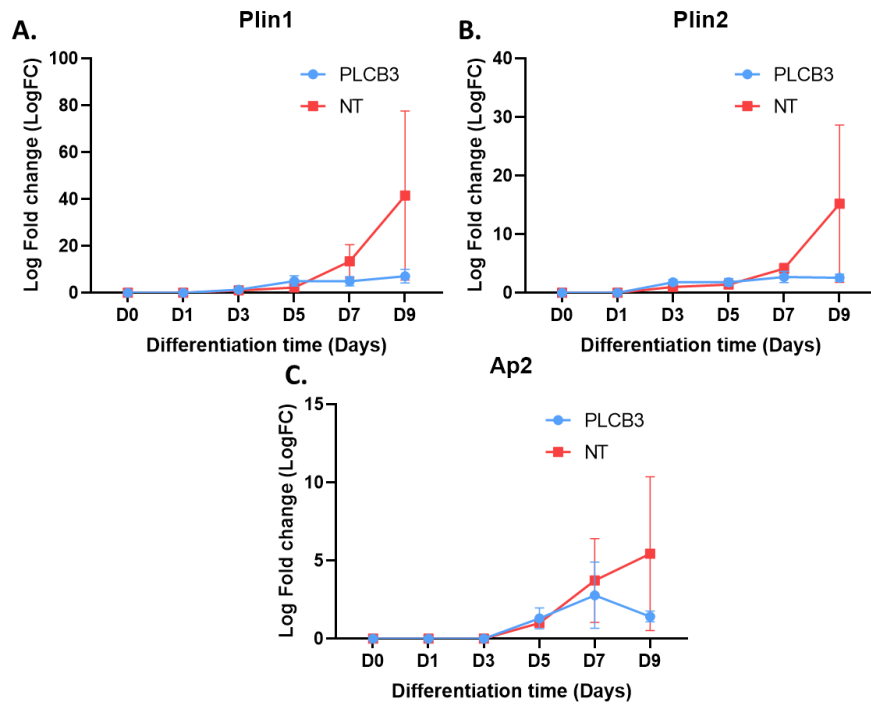 A.
Plin1
Log Fold change (LogFC)
100
80
60
40
20
0
PLCB3
NT
D0 D1 D3 D5 D7 D9
Differentiation time (Days)
B.
Plin2
Log Fold change (LogFC)
40
30
20
10
0
PLCB3
NT
D0 D1 D3 D5 D7 D9
Differentiation time (Days)
C.
Ap2
Log Fold change (LogFC)
15
10
5
0
PLCB3
NT
D0 D1 D3 D5 D7 D9
Differentiation time (Days)